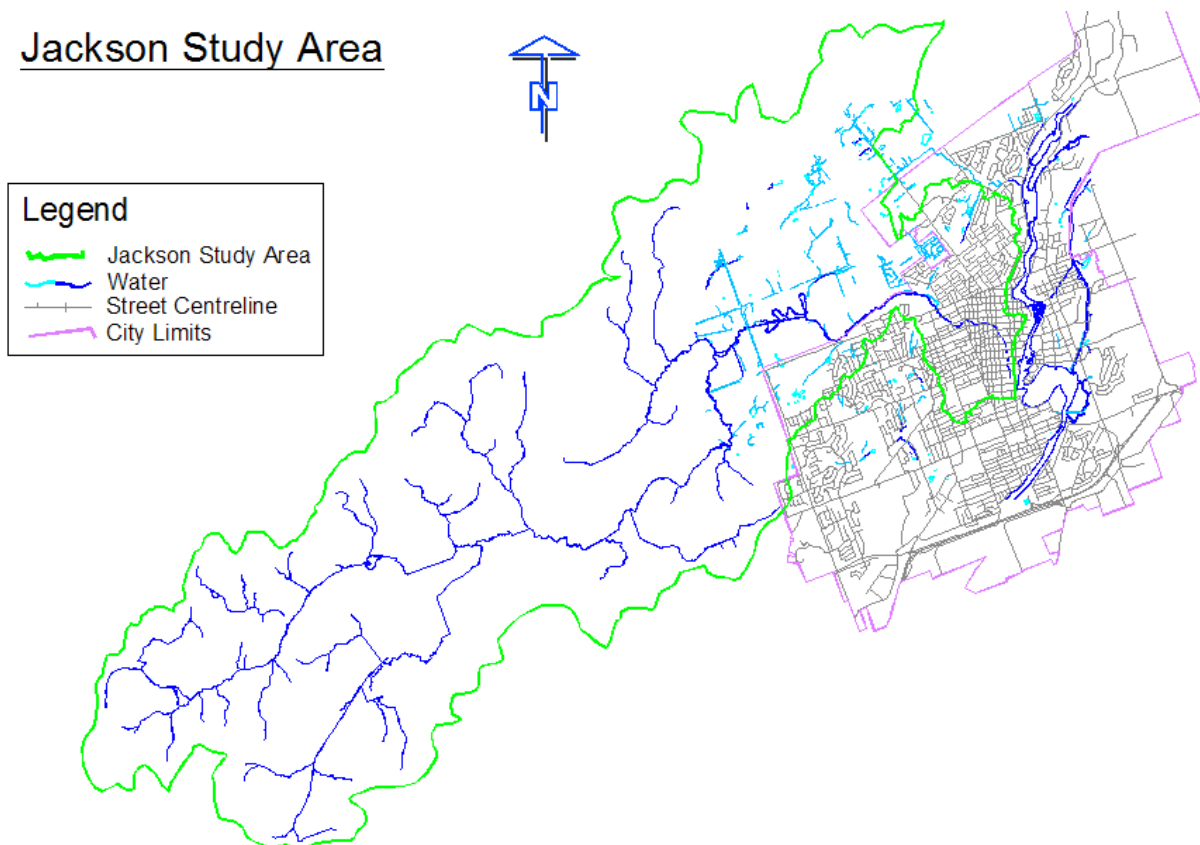 Jackson Study Area
N
Legend
Jackson Study Area
Water
Street Centreline
City Limits